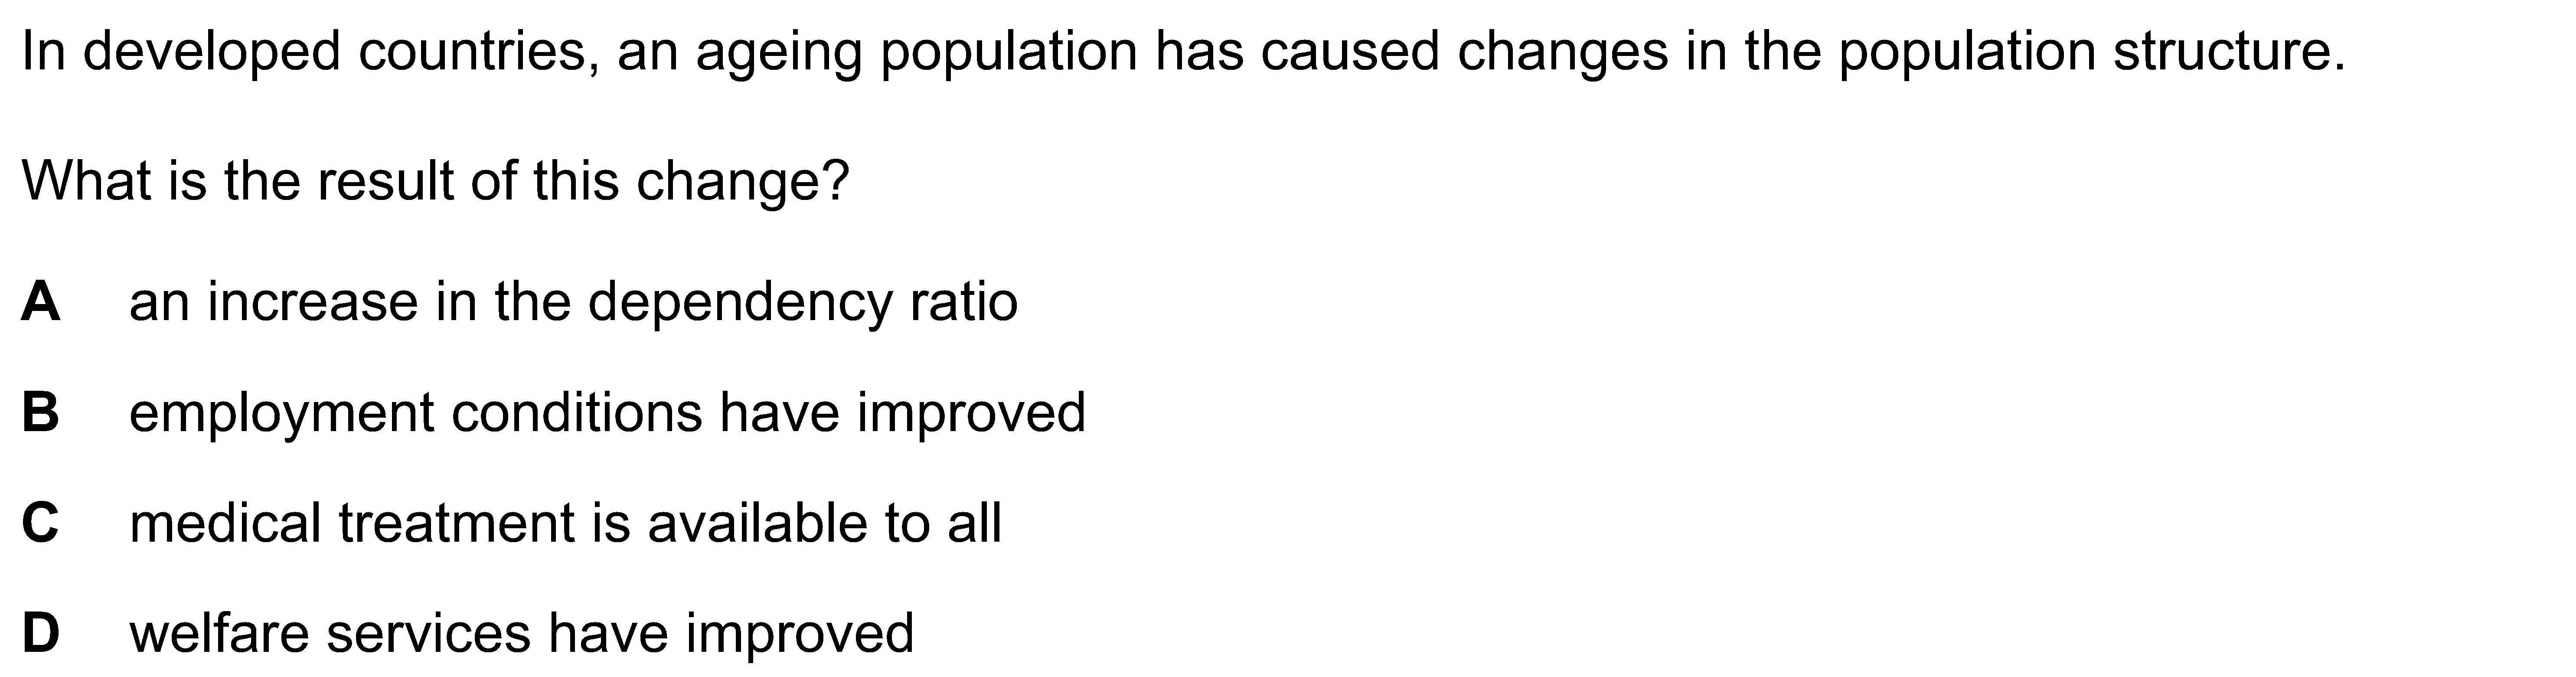 In developed countries, an ageing population has caused changes in the population structure.
What is the result of this change?
A an increase in the dependency ratio
B employment conditions have improved
C medical treatment is available to all
D welfare services have improved